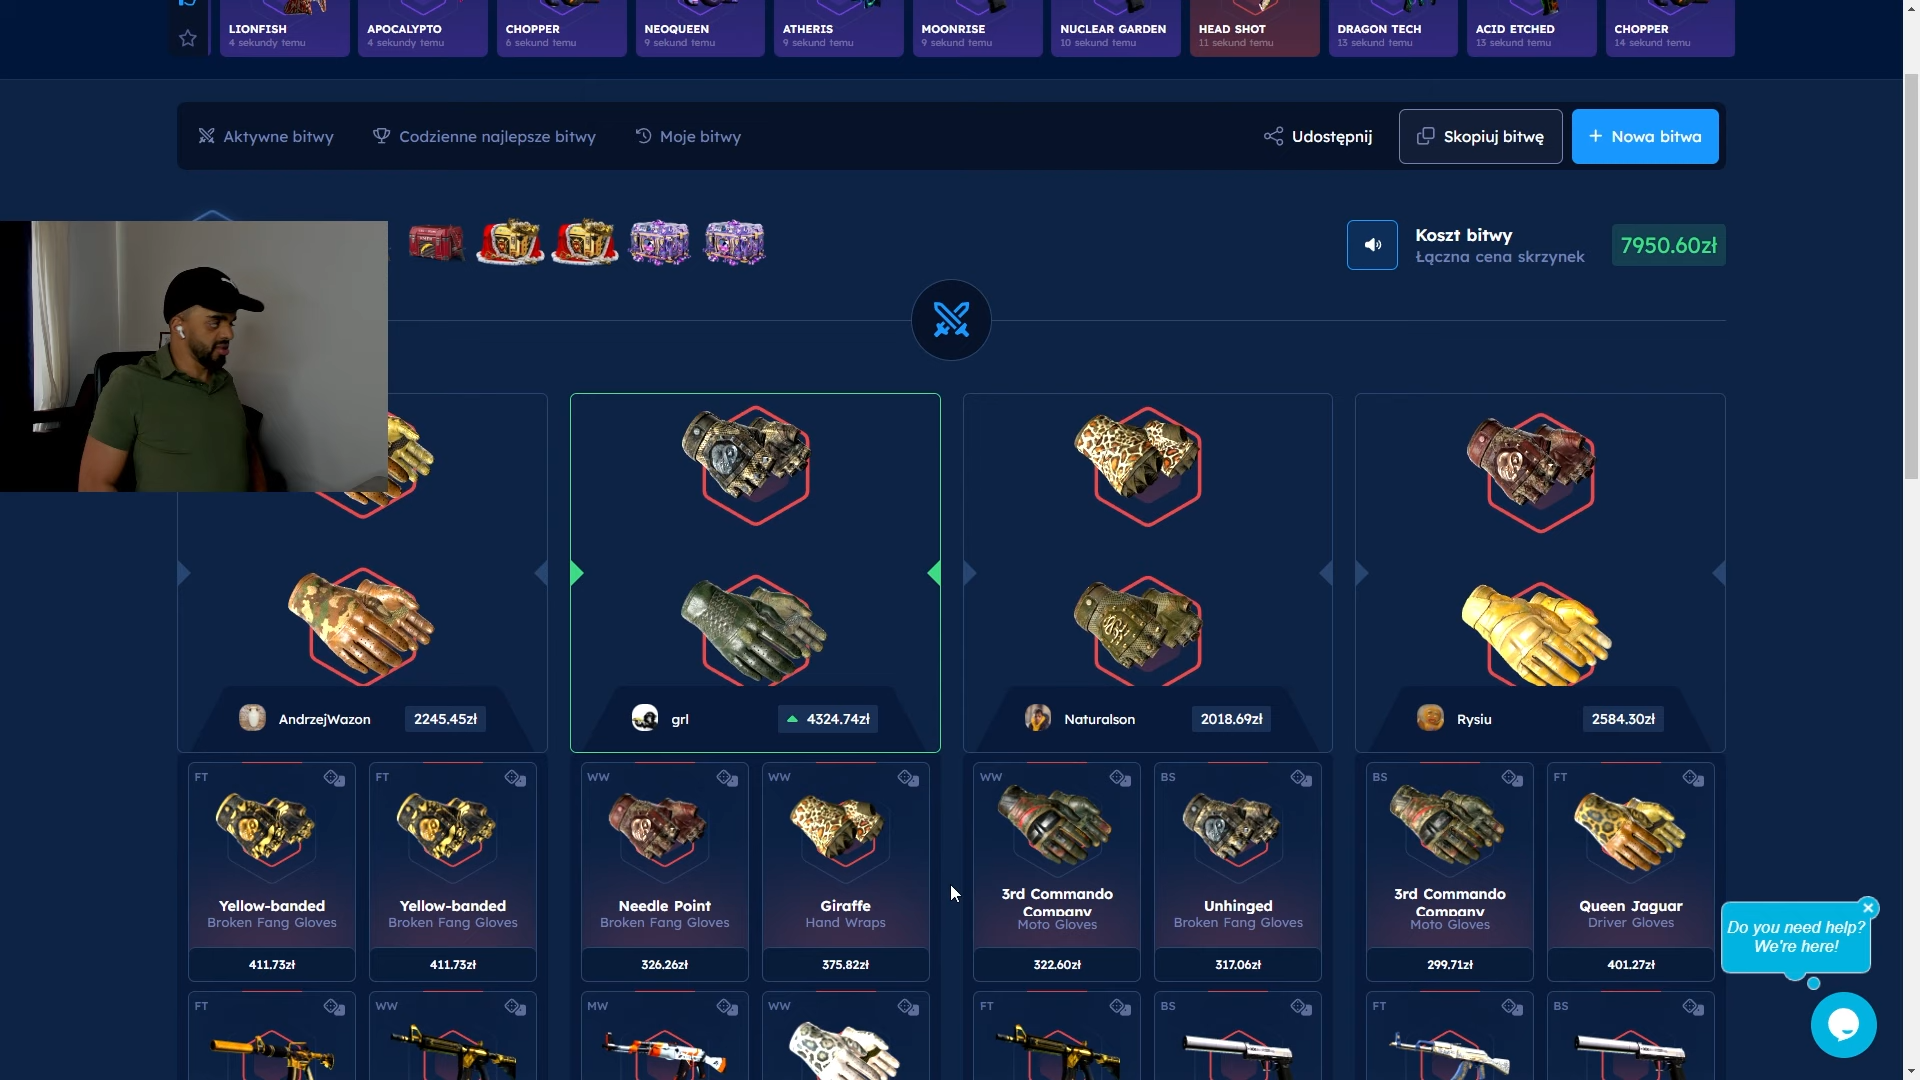 LIONFISH
4 sekundy temu
APOCALYPTO
4 sekundy temu
CHOPPER
6 sekund temu
NEOQUEEN
9 sekund temu
ATHERIS
9 sekund temu
MOONRISE
9 sekund temu
NUCLEAR GARDEN
10 sekund temu
HEAD SHOT
11 sekund temu
DRAGON TECH
13 sekund temu
ACID ETCHED
13 sekund temu
CHOPPER
14 sekund temu
Aktywne bitwy
Codzienne najlepsze bitwy
Moje bitwy
Udostępnij
Skopiuj bitwę
+ Nowa bitwa
Koszt bitwy
Łączna cena skrzynek
7950.60zł
AndrzejWazon
2245.45zł
grl
4324.74zł
Naturalson
2018.69zł
Rysiu
2584.30zł
FT
Yellow-banded
Broken Fang Gloves
411.73zł
FT
Yellow-banded
Broken Fang Gloves
411.73zł
WW
Needle Point
Broken Fang Gloves
326.26zł
WW
Giraffe
Hand Wraps
375.82zł
WW
3rd Commando
Company
Moto Gloves
322.60zł
BS
Unhinged
Broken Fang Gloves
317.06zł
BS
3rd Commando
Company
Moto Gloves
299.71zł
FT
Queen Jaguar
Driver Gloves
401.27zł
FT
WW
MW
WW
FT
BS
FT
BS
Do you need help?
We're here!